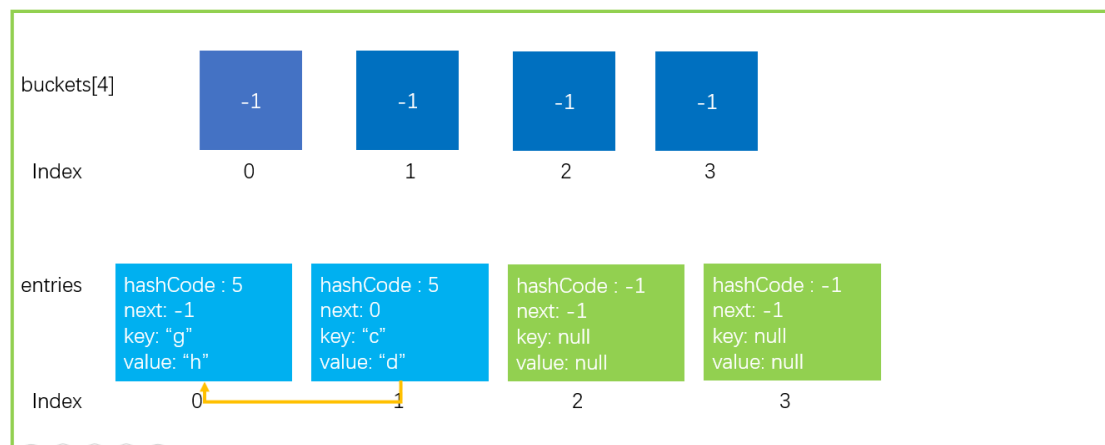 buckets[4]
-1 -1 -1 -1
Index 0 1 2 3
entries
hashCode : 5
next: -1
key: “g”
value: “h”
hashCode : 5
next: 0
key: “c”
value: “d”
hashCode : -1
next: -1
key: null
value: null
hashCode : -1
next: -1
key: null
value: null
Index 0 1 2 3